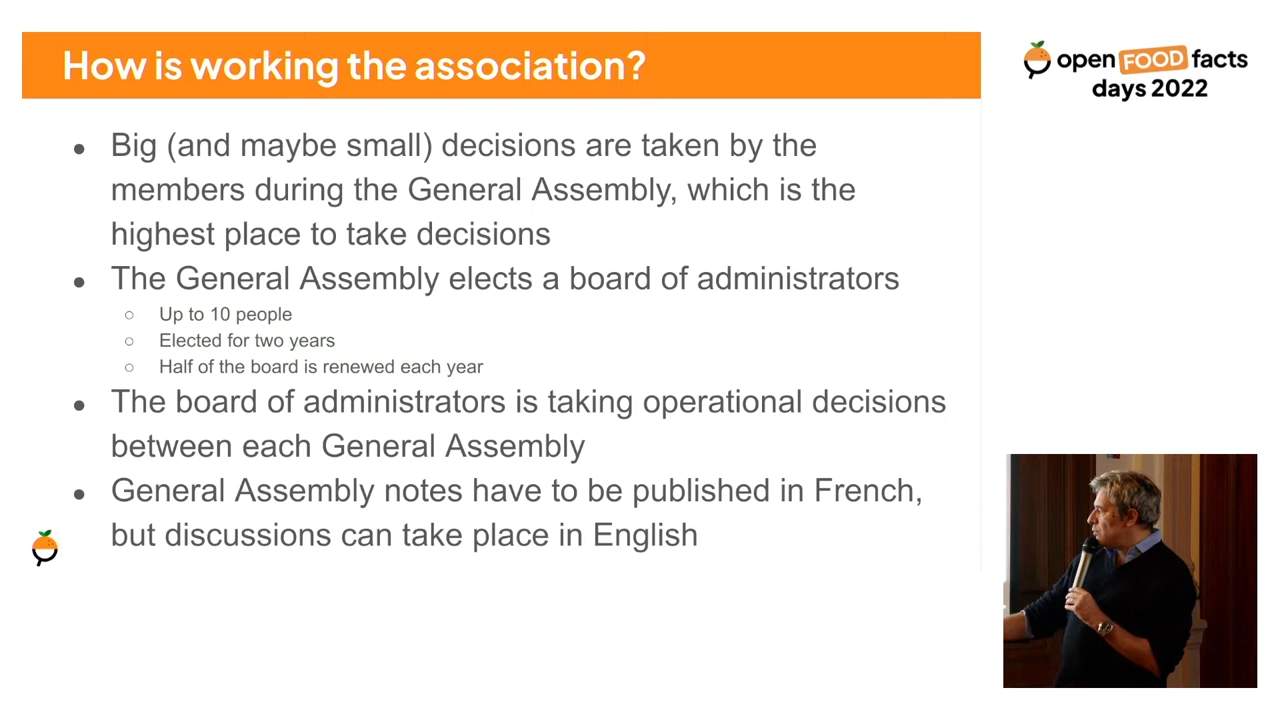 How is working the association?
open FOOD facts
days 2022
● Big (and maybe small) decisions are taken by the
members during the General Assembly, which is the
highest place to take decisions
● The General Assembly elects a board of administrators
○ Up to 10 people
○ Elected for two years
○ Half of the board is renewed each year
● The board of administrators is taking operational decisions
between each General Assembly
● General Assembly notes have to be published in French,
but discussions can take place in English